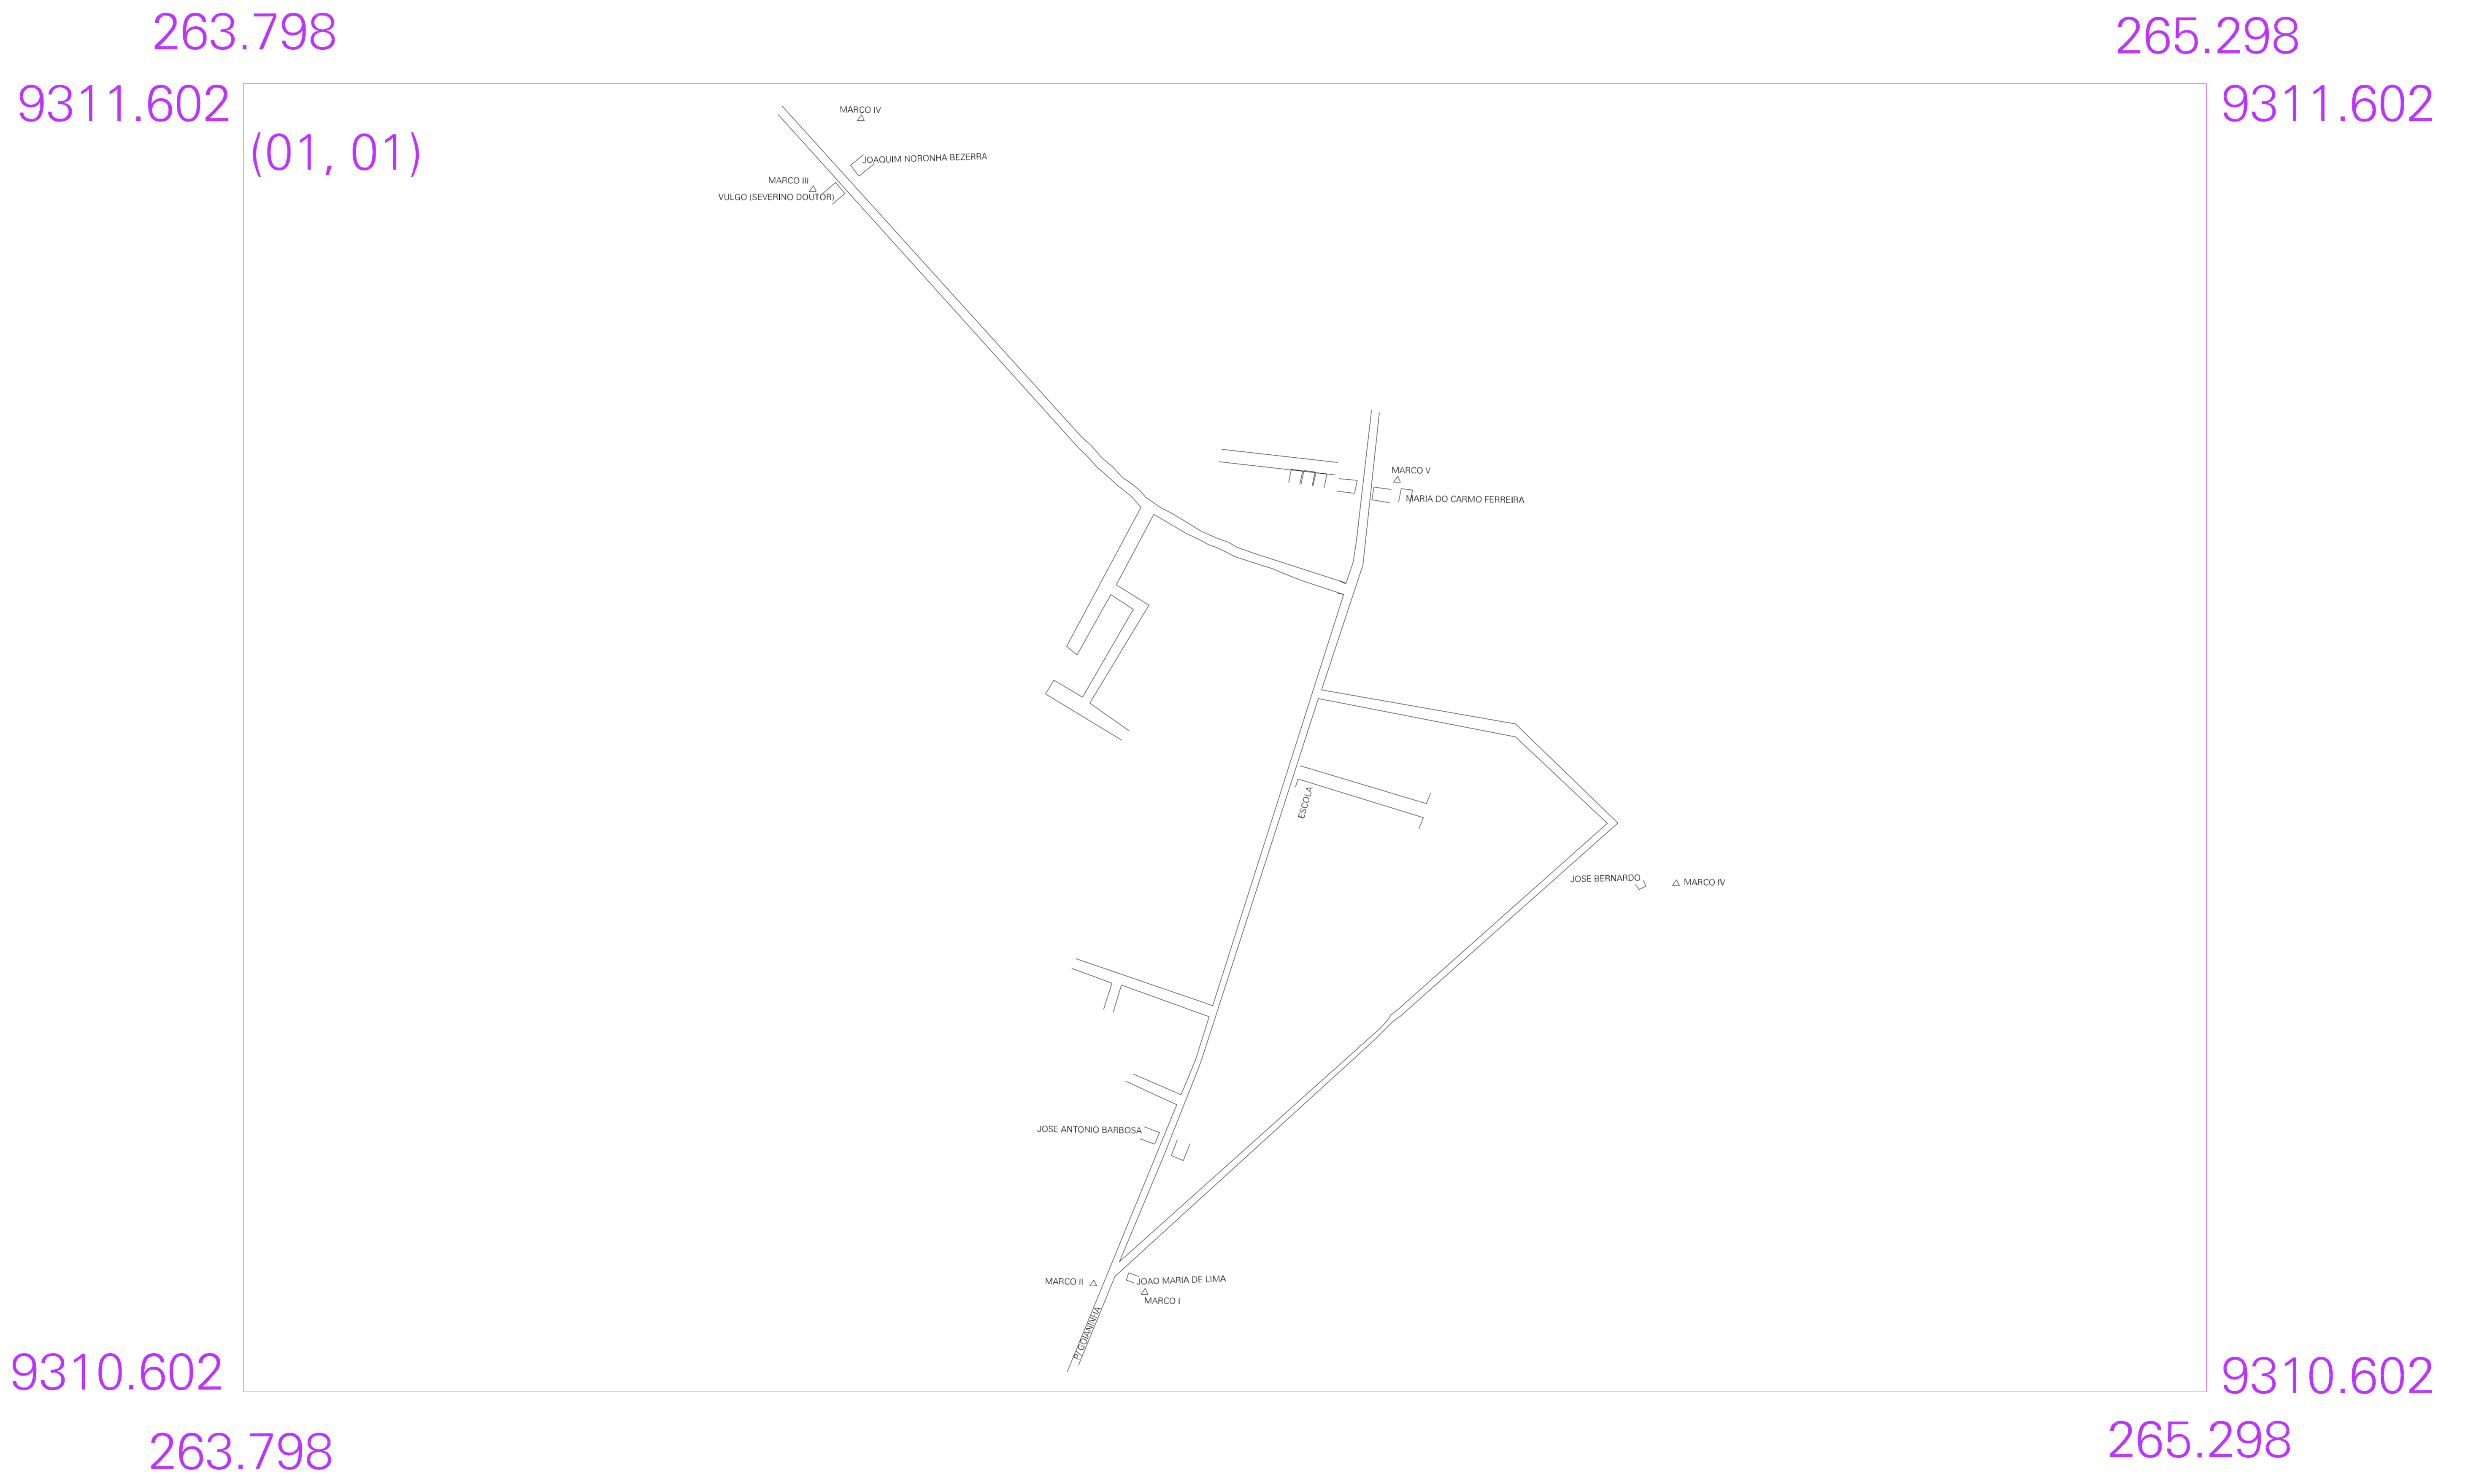 263.798
265.298
9311.602
9311.602
(01, 01)
MARCO IV
JOAQUIM NORONHA BEZERRA
MARCO III
VULGO (SEVERINO DOUTOR)
MARCO V
MARIA DO CARMO FERREIRA
ESCOLA
JOSE BERNARDO
MARCO IV
JOSE ANTONIO BARBOSA
MARCO II
JOAO MARIA DE LIMA
MARCO I
P/ GOIANINHA
9310.602
9310.602
263.798
265.298